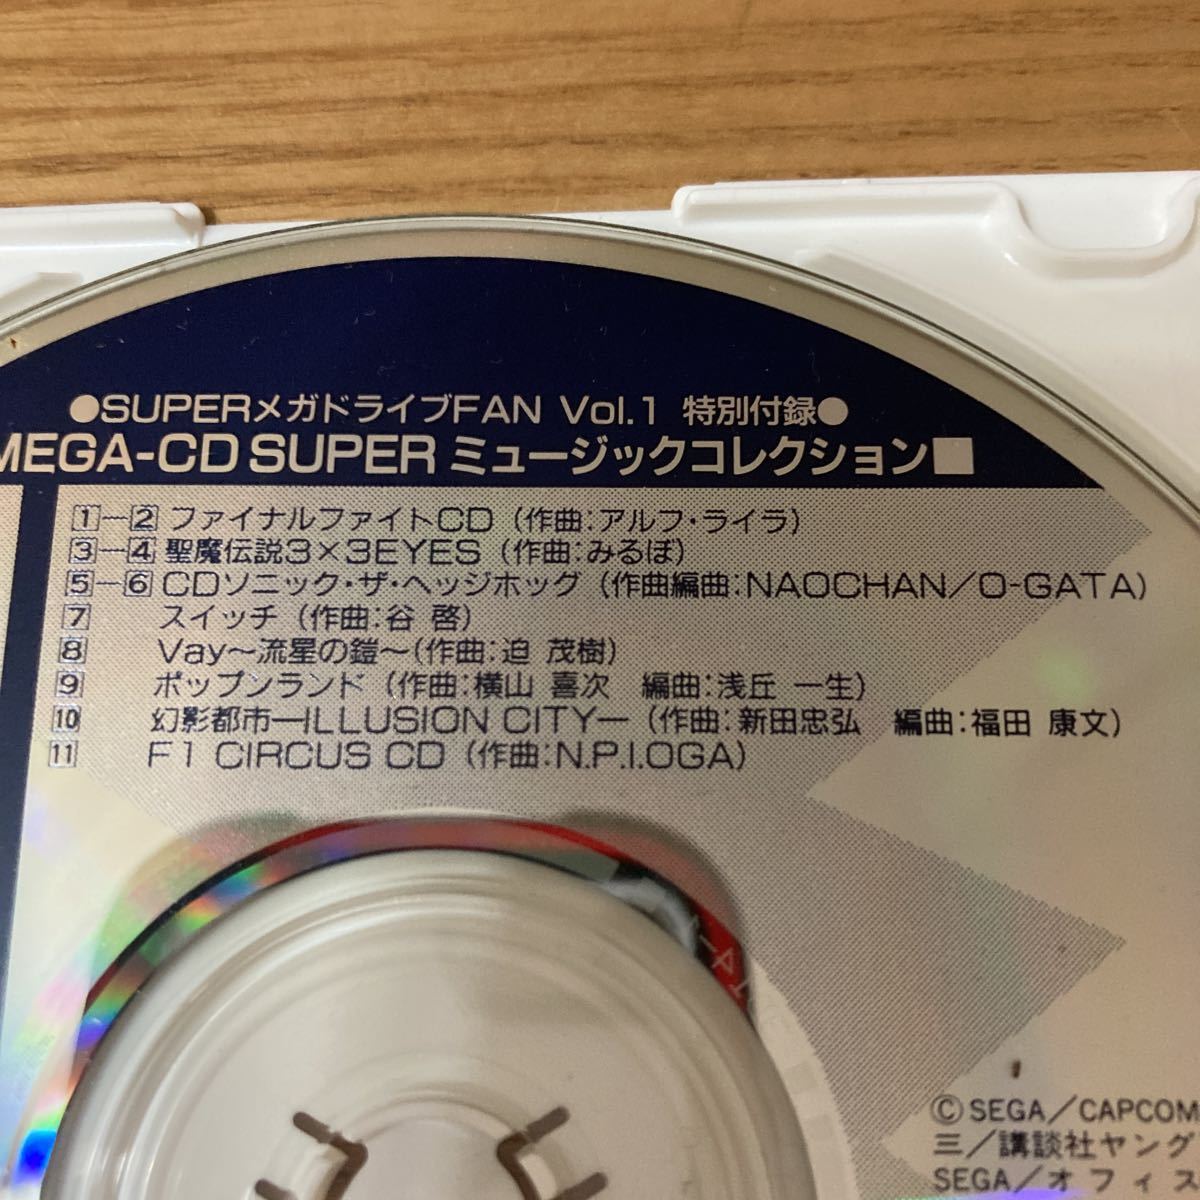 ●SUPERメガドライブFAN Vol.1 特別付録●
MEGA-CD SUPER ミュージックコレクション■
1—2 ファイナルファイトCD（作曲:アルフ・ライラ）
3—4 聖魔伝説3×3EYES（作曲:みるぽ）
5—6 CDソニック・ザ・ヘッジホッグ（作曲編曲:NAOCHAN／O-GATA）
7 スイッチ（作曲:谷 啓）
8 Vay〜流星の鎧〜（作曲:迫 茂樹）
9 ポップンランド（作曲:横山 喜次 編曲:浅丘 一生）
10 幻影都市—ILLUSION CITY—（作曲:新田忠弘 編曲:福田 康文）
11 F1 CIRCUS CD（作曲:N.P.I.OGA）
©SEGA／CAPCOM
三／講談社ヤング
SEGA／オフィス